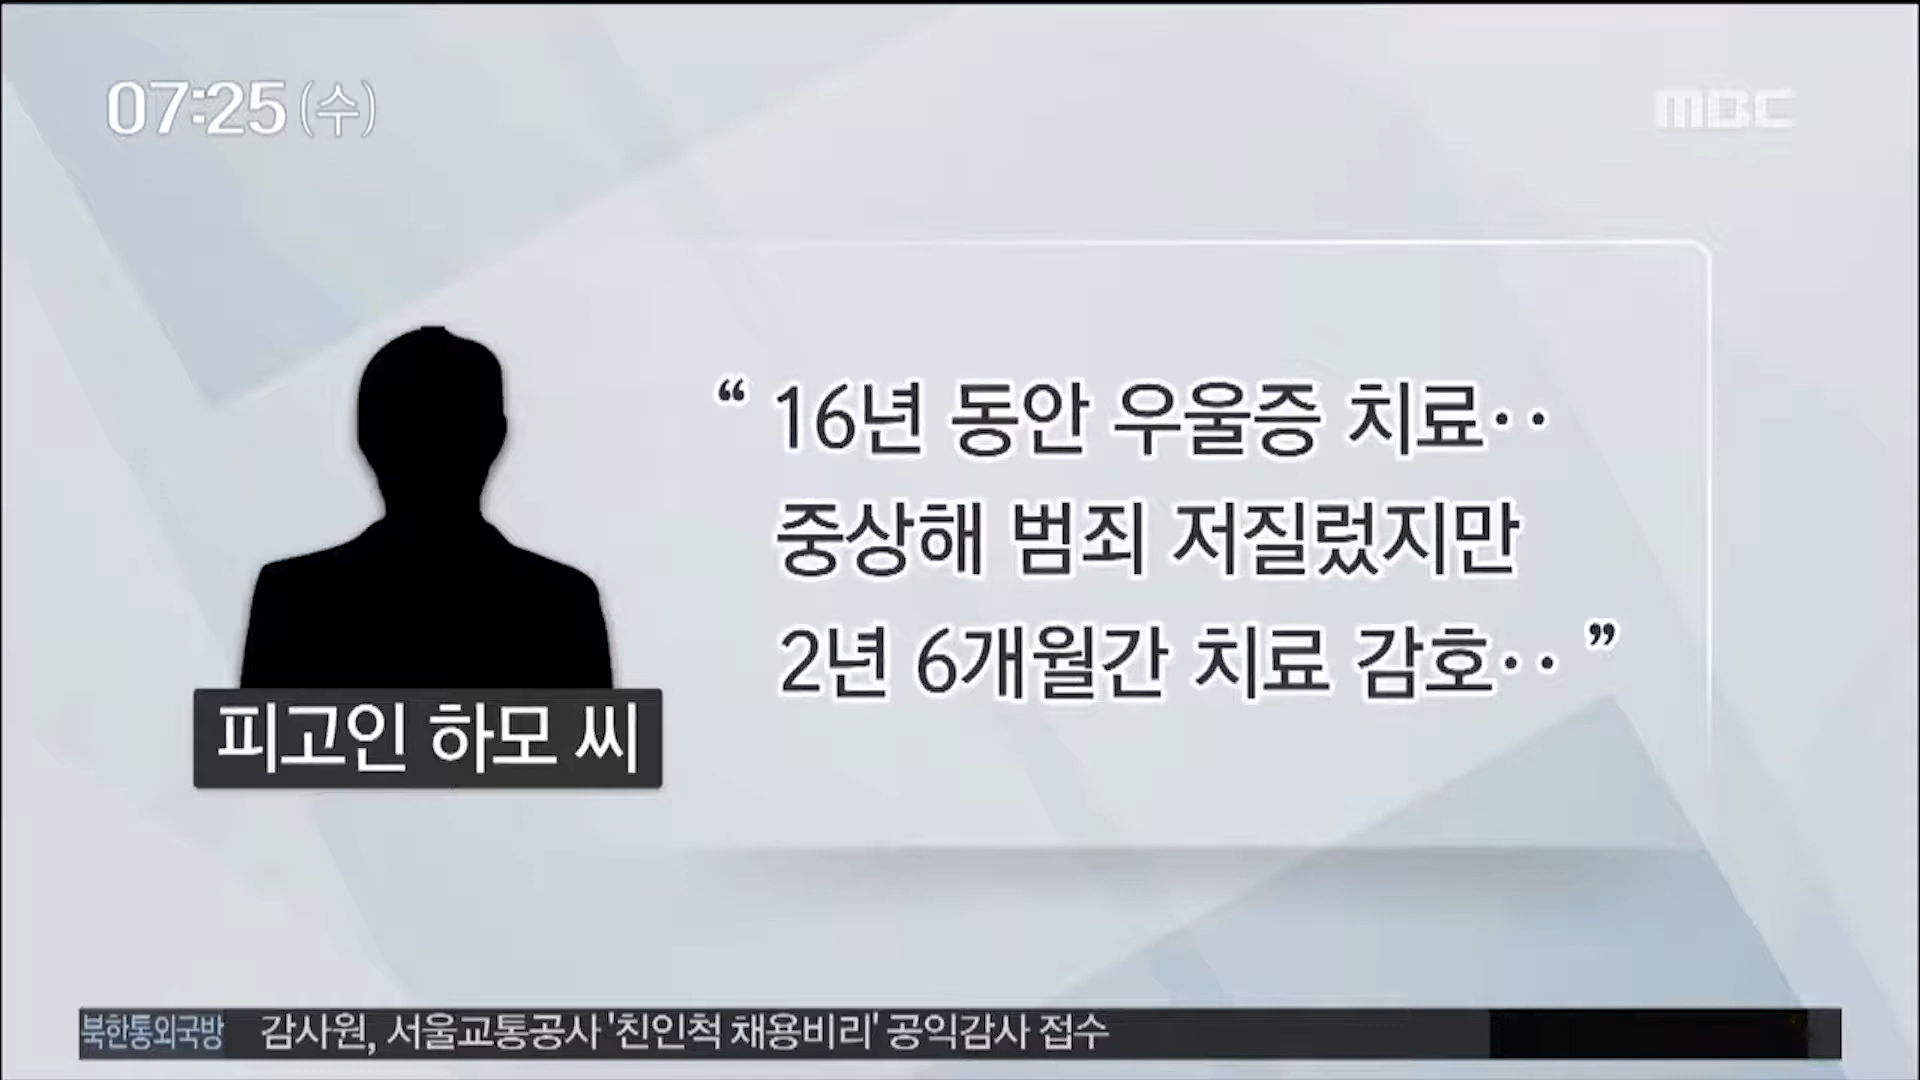 07:25 (수)
MBC
“ 16년 동안 우울증 치료··
중상해 범죄 저질렀지만
2년 6개월간 치료 감호·· ”
피고인 하모 씨
북한통외국방
감사원, 서울교통공사 '친인척 채용비리' 공익감사 접수